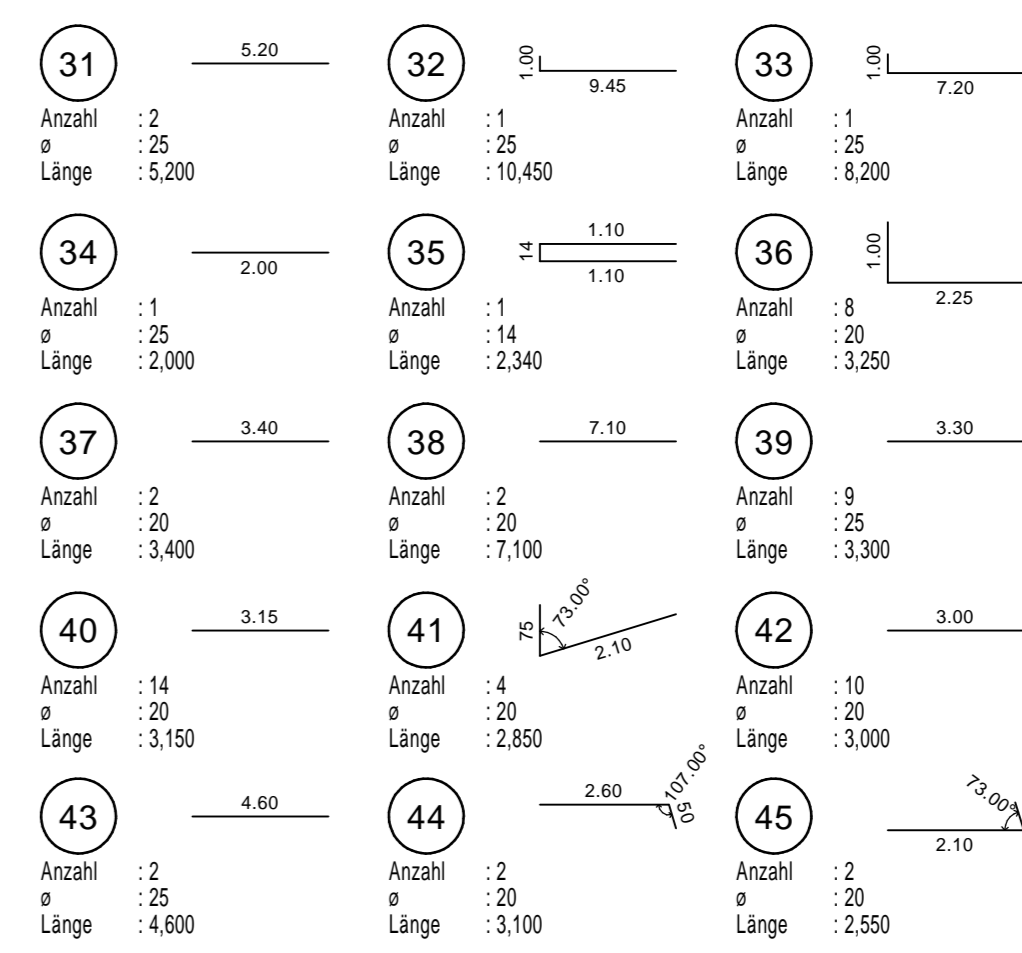 31
5.20
Anzahl : 2
ø : 25
Länge : 5,200
32
1.00
9.45
Anzahl : 1
ø : 25
Länge : 10,450
33
1.00
7.20
Anzahl : 1
ø : 25
Länge : 8,200
34
2.00
Anzahl : 1
ø : 25
Länge : 2,000
35
14
1.10
1.10
Anzahl : 1
ø : 14
Länge : 2,340
36
1.00
2.25
Anzahl : 8
ø : 20
Länge : 3,250
37
3.40
Anzahl : 2
ø : 20
Länge : 3,400
38
7.10
Anzahl : 2
ø : 20
Länge : 7,100
39
3.30
Anzahl : 9
ø : 25
Länge : 3,300
40
3.15
Anzahl : 14
ø : 20
Länge : 3,150
41
75
73.00°
2.10
Anzahl : 4
ø : 20
Länge : 2,850
42
3.00
Anzahl : 10
ø : 20
Länge : 3,000
43
4.60
Anzahl : 2
ø : 25
Länge : 4,600
44
2.60
107.00°
50
Anzahl : 2
ø : 20
Länge : 3,100
45
73.00°
2.10
Anzahl : 2
ø : 20
Länge : 2,550